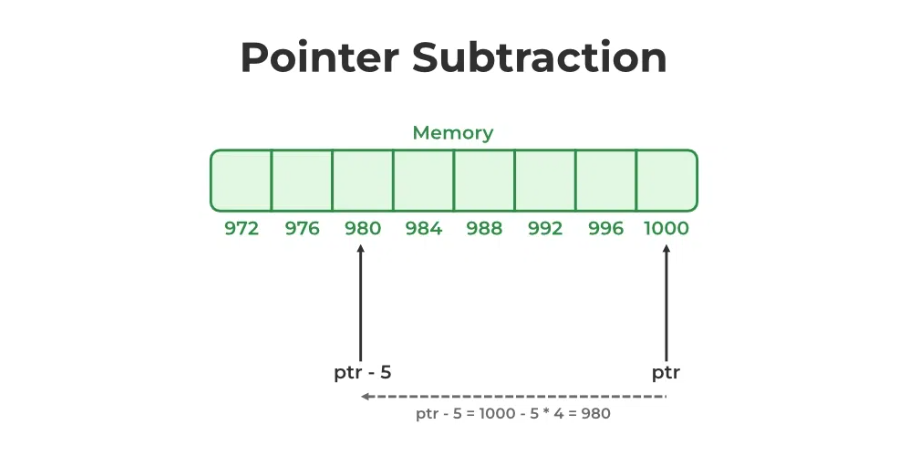 Pointer Subtraction
Memory
972 976 980 984 988 992 996 1000
ptr - 5 ptr
ptr - 5 = 1000 - 5 * 4 = 980